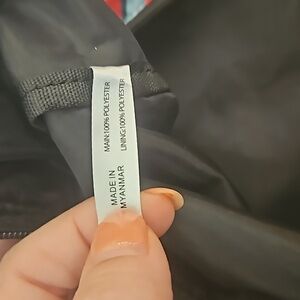 MAIN:100% POLYESTER
LINING:100% POLYESTER
MADE IN
MYANMAR